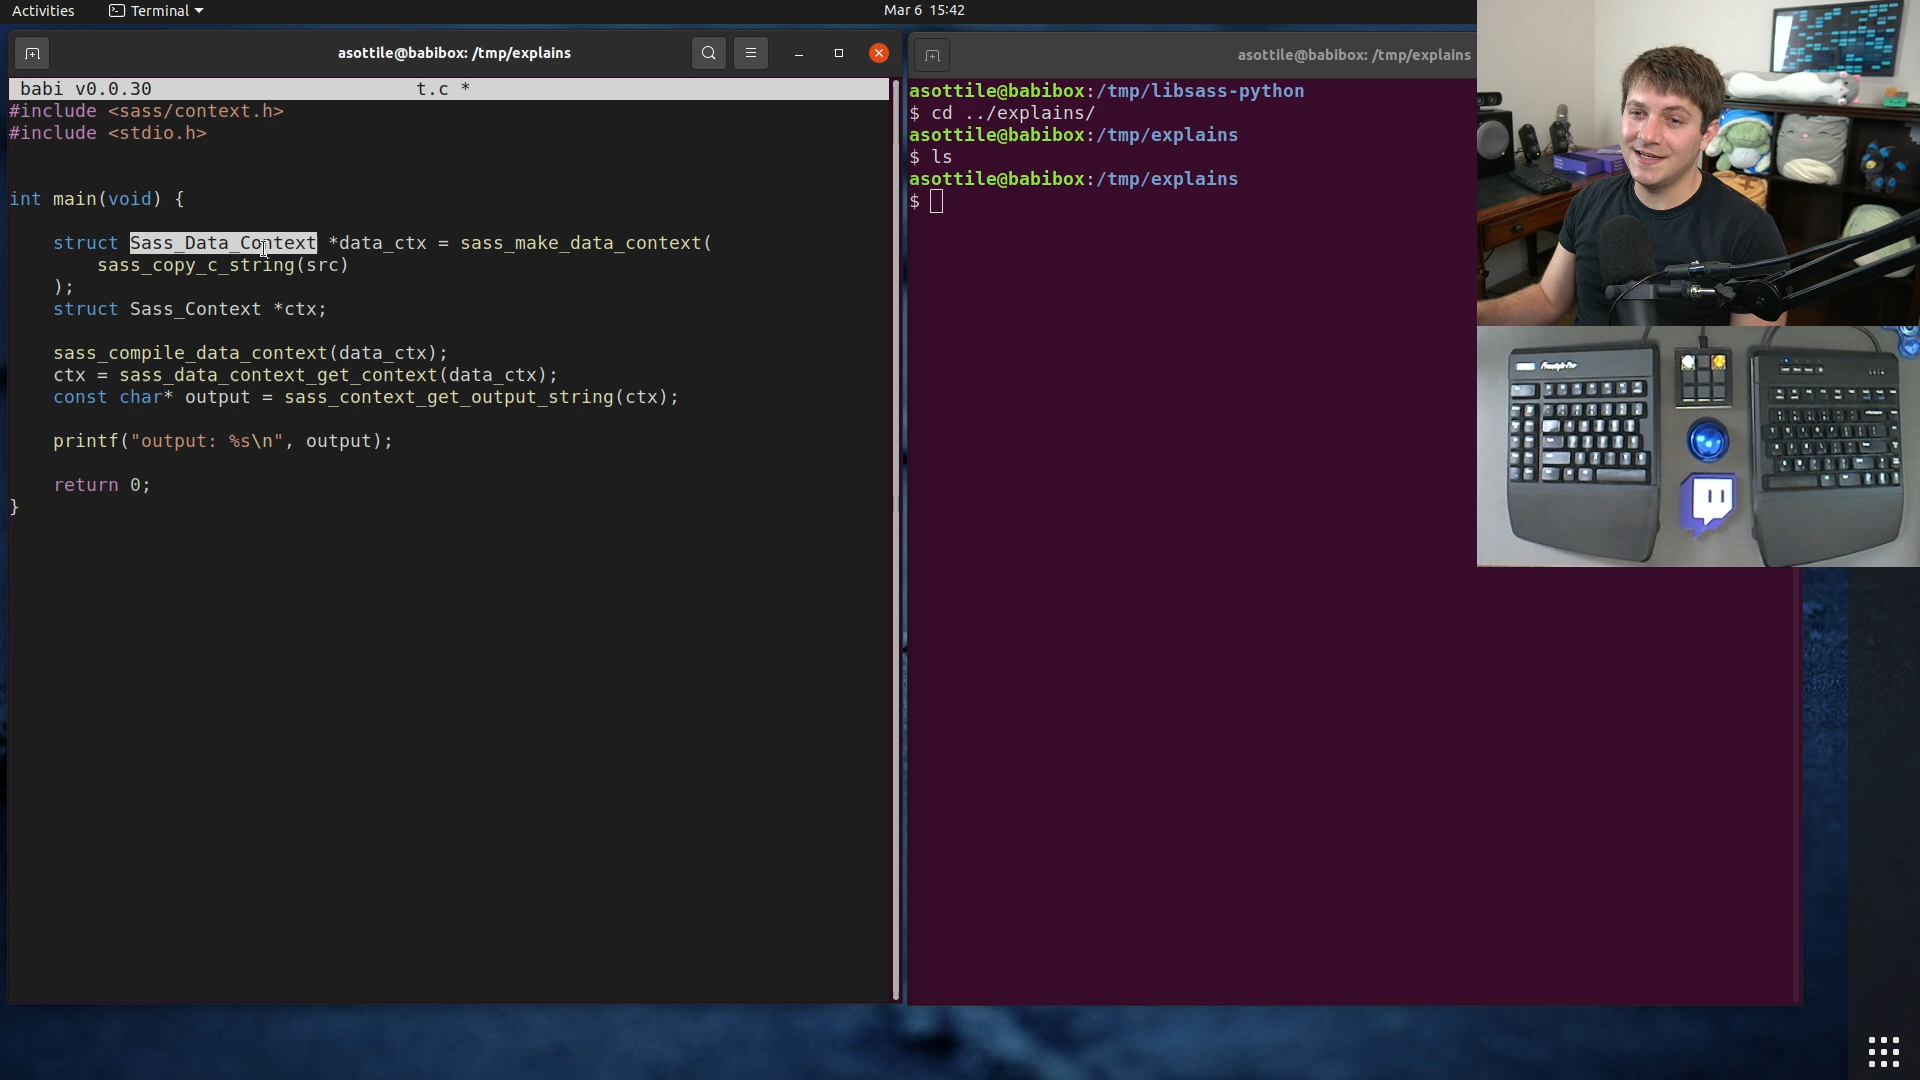 Activities
Terminal
Mar 6 15:42
asottile@babibox: /tmp/explains
babi v0.0.30
t.c *
#include <sass/context.h>
#include <stdio.h>
int main(void) {
struct Sass_Data_Context *data_ctx = sass_make_data_context(
sass_copy_c_string(src)
);
struct Sass_Context *ctx;
sass_compile_data_context(data_ctx);
ctx = sass_data_context_get_context(data_ctx);
const char* output = sass_context_get_output_string(ctx);
printf("output: %s\n", output);
return 0;
}
asottile@babibox: /tmp/explains
asottile@babibox:/tmp/libsass-python
$ cd ../explains/
asottile@babibox:/tmp/explains
$ ls
asottile@babibox:/tmp/explains
$
Freestyle Pro